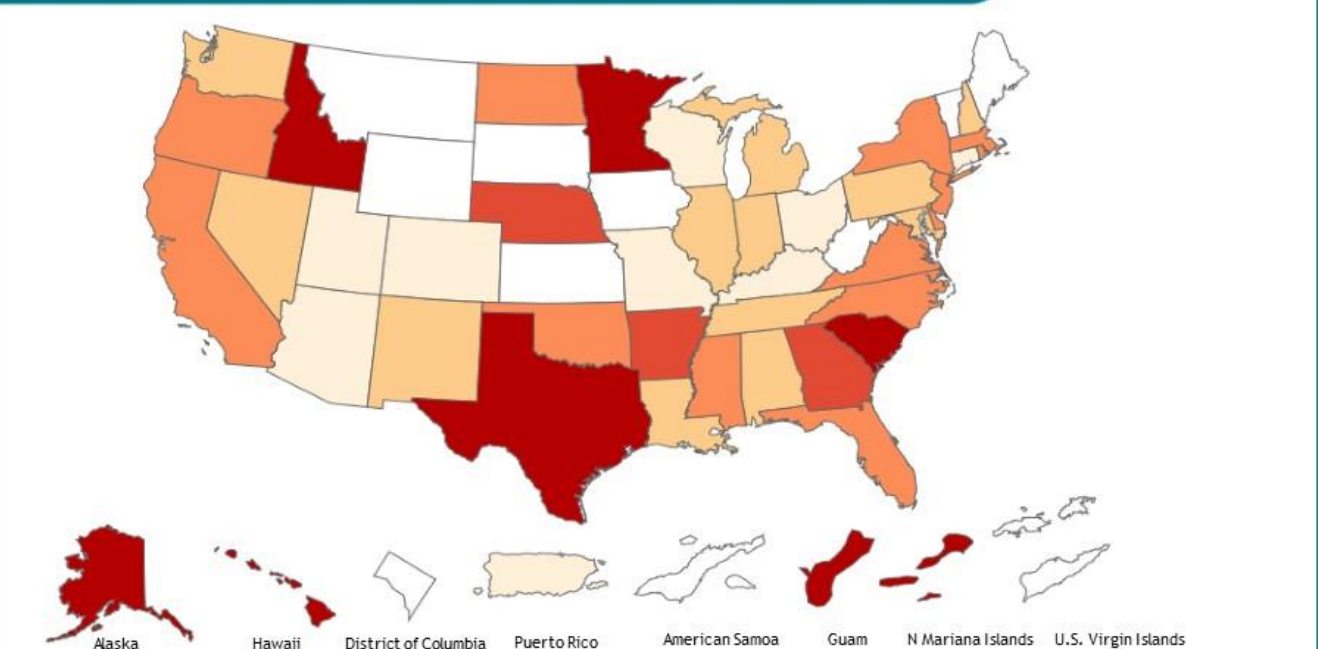 Alaska
Hawaii
District of Columbia
Puerto Rico
American Samoa
Guam
N Mariana Islands
U.S. Virgin Islands